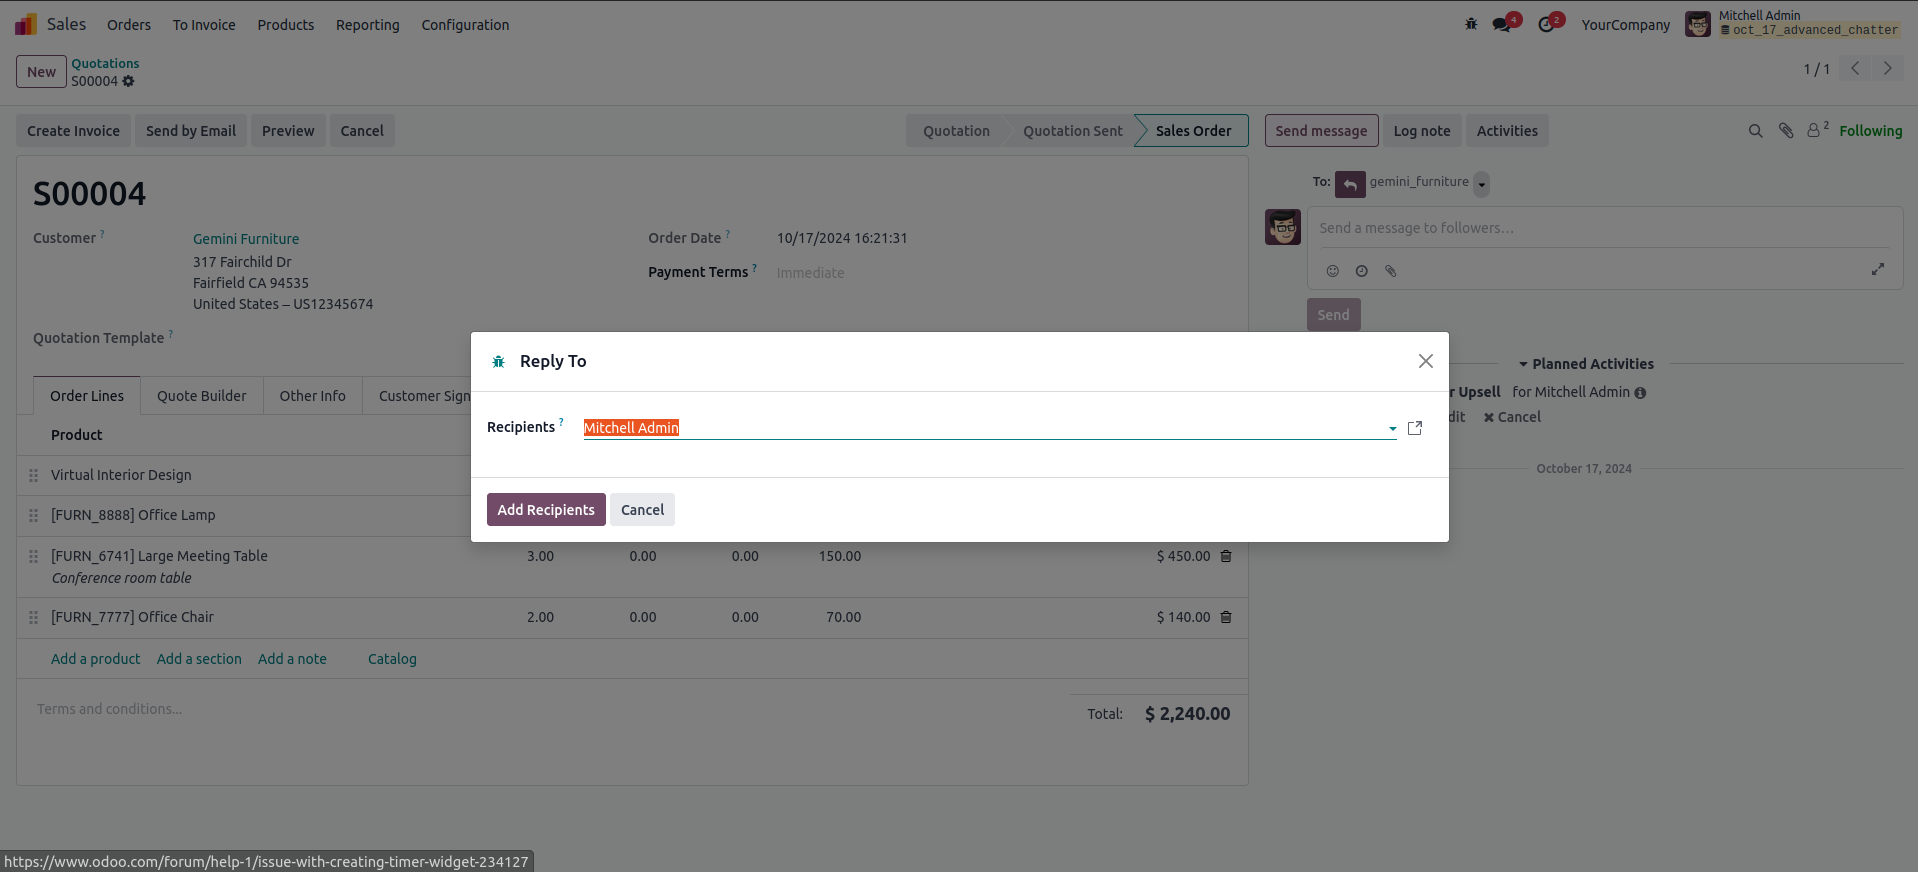 Sales Orders To Invoice Products Reporting Configuration 4 2 YourCompany Mitchell Admin
oct_17_advanced_chatter
New Quotations
S00004 1 / 1
Create Invoice Send by Email Preview Cancel Quotation Quotation Sent Sales Order Send message Log note Activities 2 Following
S00004
To: gemini_furniture
Customer ? Gemini Furniture Order Date ? 10/17/2024 16:21:31 Send a message to followers…
317 Fairchild Dr
Fairfield CA 94535 Payment Terms ? Immediate
United States – US12345674
Send
Quotation Template ?
Reply To
Planned Activities
Order Lines Quote Builder Other Info Customer Sign
r Upsell for Mitchell Admin
dit Cancel
Recipients ? Mitchell Admin
Product
October 17, 2024
Virtual Interior Design
Add Recipients Cancel
[FURN_8888] Office Lamp
[FURN_6741] Large Meeting Table 3.00 0.00 0.00 150.00 $ 450.00
Conference room table
[FURN_7777] Office Chair 2.00 0.00 0.00 70.00 $ 140.00
Add a product Add a section Add a note Catalog
Terms and conditions...
Total: $ 2,240.00
https://www.odoo.com/forum/help-1/issue-with-creating-timer-widget-234127